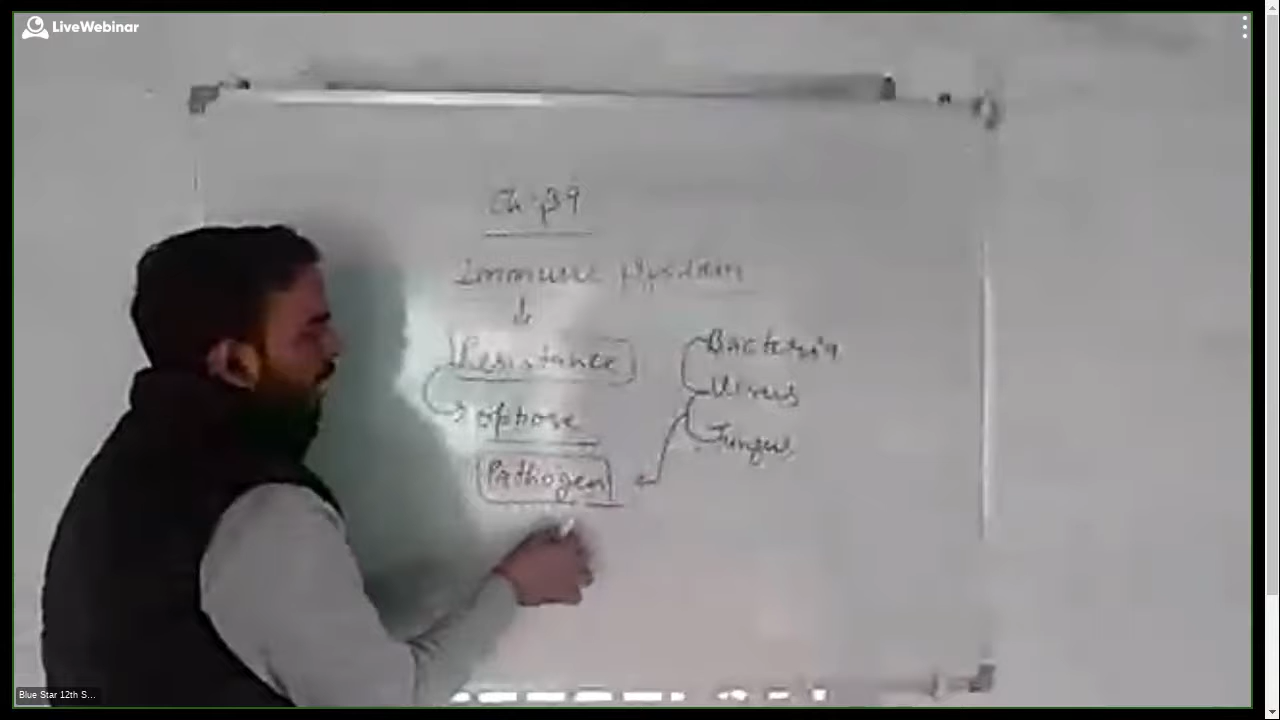 LiveWebinar
Ch:39
Immune System
Resistance
oppose
Pathogen
Bacteria
Virus
Fungus
Blue Star 12th S...